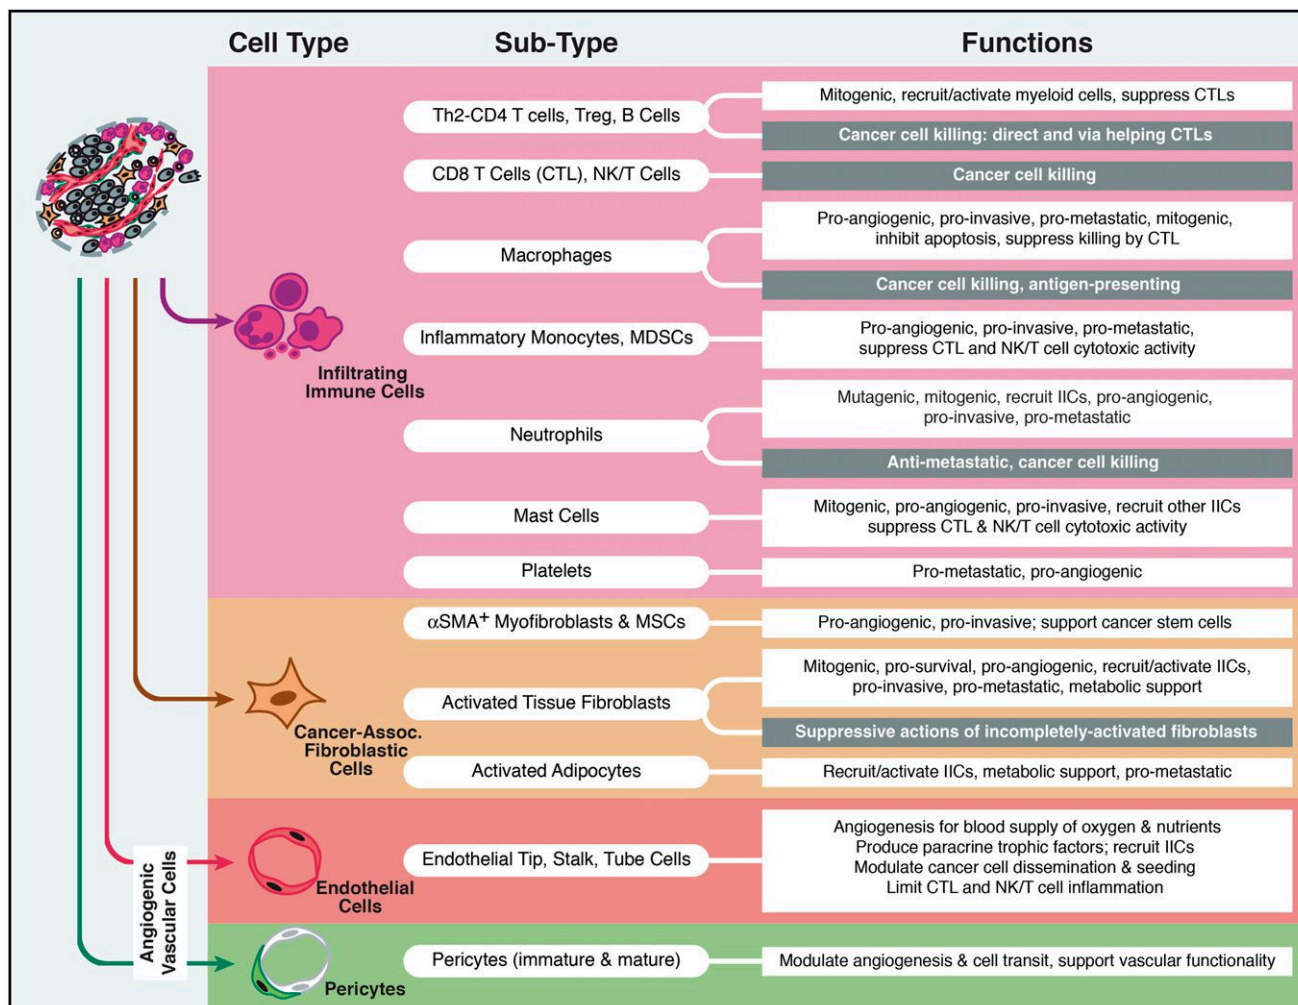 Cell Type
Sub-Type
Functions
Th2-CD4 T cells, Treg, B Cells
Mitogenic, recruit/activate myeloid cells, suppress CTLs
Cancer cell killing: direct and via helping CTLs
CD8 T Cells (CTL), NK/T Cells
Cancer cell killing
Macrophages
Pro-angiogenic, pro-invasive, pro-metastatic, mitogenic,
inhibit apoptosis, suppress killing by CTL
Cancer cell killing, antigen-presenting
Infiltrating
Immune Cells
Inflammatory Monocytes, MDSCs
Pro-angiogenic, pro-invasive, pro-metastatic,
suppress CTL and NK/T cell cytotoxic activity
Neutrophils
Mutagenic, mitogenic, recruit IICs, pro-angiogenic,
pro-invasive, pro-metastatic
Anti-metastatic, cancer cell killing
Mast Cells
Mitogenic, pro-angiogenic, pro-invasive, recruit other IICs
suppress CTL & NK/T cell cytotoxic activity
Platelets
Pro-metastatic, pro-angiogenic
αSMA+ Myofibroblasts & MSCs
Pro-angiogenic, pro-invasive; support cancer stem cells
Cancer-Assoc.
Fibroblastic
Cells
Activated Tissue Fibroblasts
Mitogenic, pro-survival, pro-angiogenic, recruit/activate IICs,
pro-invasive, pro-metastatic, metabolic support
Suppressive actions of incompletely-activated fibroblasts
Activated Adipocytes
Recruit/activate IICs, metabolic support, pro-metastatic
Angiogenic
Vascular Cells
Endothelial
Cells
Endothelial Tip, Stalk, Tube Cells
Angiogenesis for blood supply of oxygen & nutrients
Produce paracrine trophic factors; recruit IICs
Modulate cancer cell dissemination & seeding
Limit CTL and NK/T cell inflammation
Pericytes
Pericytes (immature & mature)
Modulate angiogenesis & cell transit, support vascular functionality